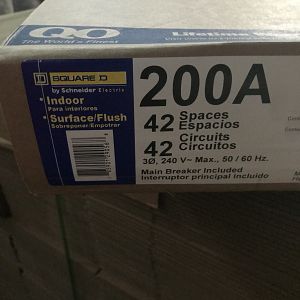 QO
The World's Finest
Lifetime
SQUARE D
by Schneider Electric
Indoor
Para interiores
Surface/Flush
Sobreponer/Empotrar
200A
42 Spaces
Espacios
42 Circuits
Circuitos
3Ø, 240 V~ Max., 50 / 60 Hz.
Main Breaker Included
Interruptor principal incluido